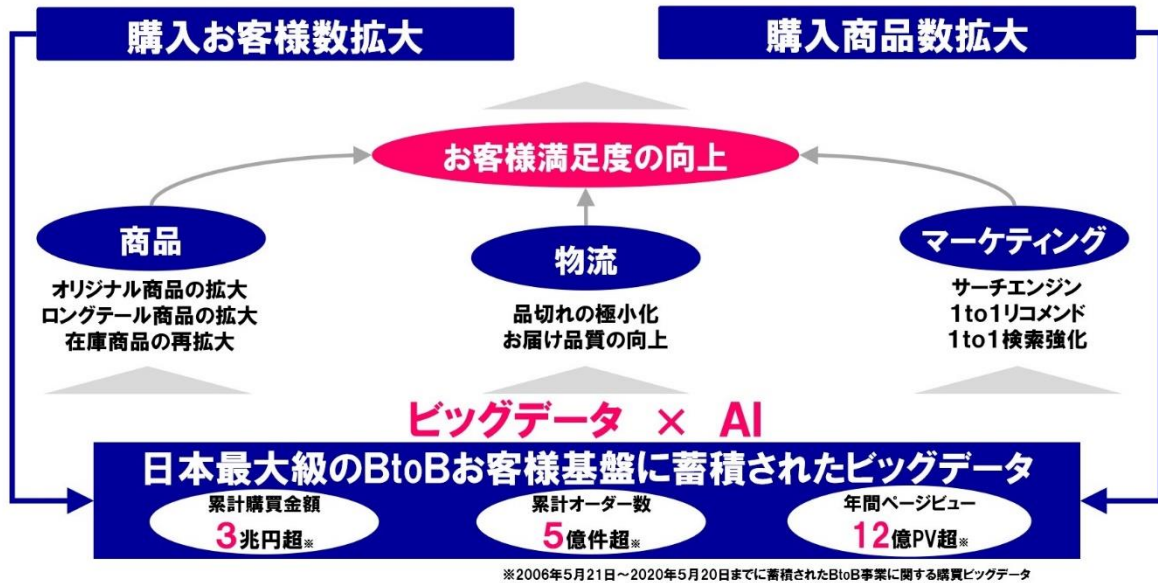 購入お客様数拡大
購入商品数拡大
お客様満足度の向上
商品
オリジナル商品の拡大
ロングテール商品の拡大
在庫商品の再拡大
物流
品切れの極小化
お届け品質の向上
マーケティング
サーチエンジン
1to1リコメンド
1to1検索強化
ビッグデータ × AI
日本最大級のBtoBお客様基盤に蓄積されたビッグデータ
累計購買金額
3兆円超※
累計オーダー数
5億件超※
年間ページビュー
12億PV超※
※2006年5月21日～2020年5月20日までに蓄積されたBtoB事業に関する購買ビッグデータ